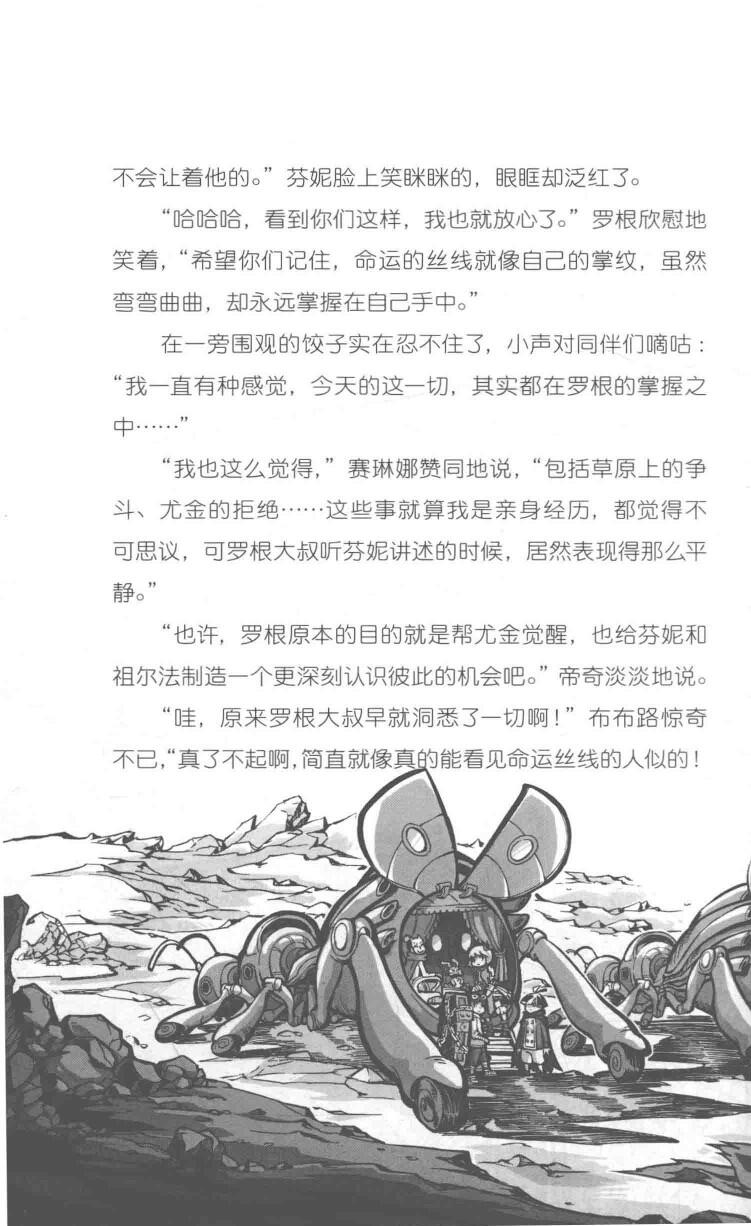 不会让着他的。”芬妮脸上笑眯眯的，眼眶却泛红了。
“哈哈哈，看到你们这样，我也就放心了。”罗根欣慰地
笑着，“希望你们记住，命运的丝线就像自己的掌纹，虽然
弯弯曲曲，却永远掌握在自己手中。”
在一旁围观的饺子实在忍不住了，小声对同伴们嘀咕：
“我一直有种感觉，今天的这一切，其实都在罗根的掌握之
中……”
“我也这么觉得，”赛琳娜赞同地说，“包括草原上的争
斗、尤金的拒绝……这些事就算我是亲身经历，都觉得不
可思议，可罗根大叔听芬妮讲述的时候，居然表现得那么平
静。”
“也许，罗根原本的目的就是帮尤金觉醒，也给芬妮和
祖尔法制造一个更深刻认识彼此的机会吧。”帝奇淡淡地说。
“哇，原来罗根大叔早就洞悉了一切啊！”布布路惊奇
不已，“真了不起啊，简直就像真的能看见命运丝线的人似的！